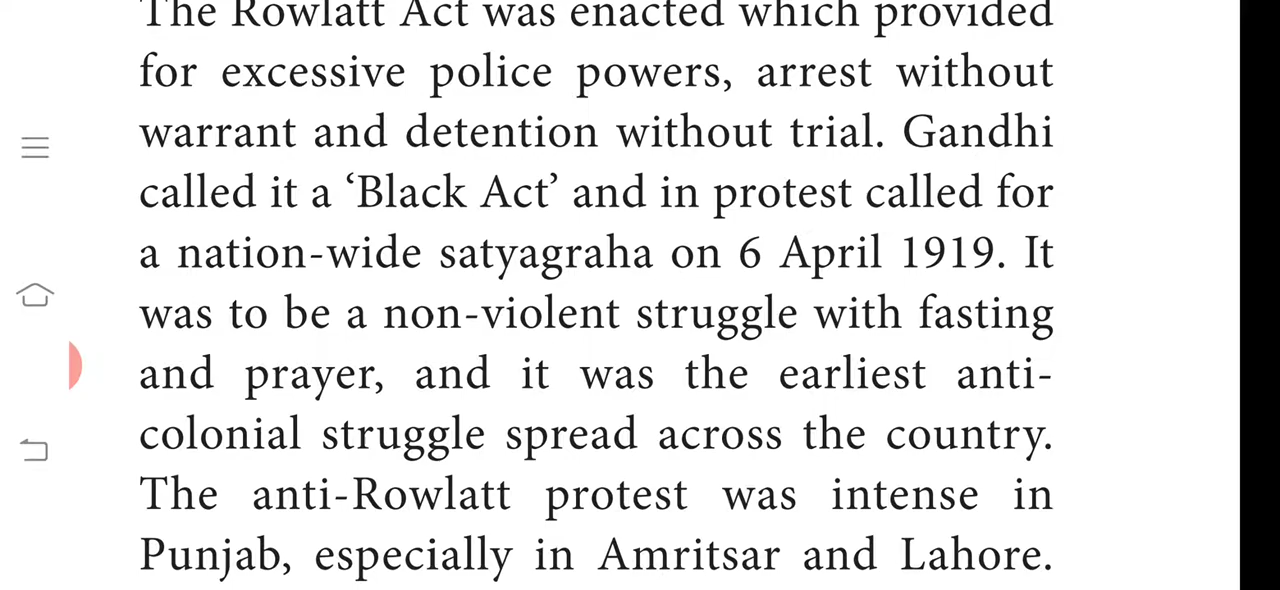 The Rowlatt Act was enacted which provided
for excessive police powers, arrest without
warrant and detention without trial. Gandhi
called it a ‘Black Act’ and in protest called for
a nation-wide satyagraha on 6 April 1919. It
was to be a non-violent struggle with fasting
and prayer, and it was the earliest anti-
colonial struggle spread across the country.
The anti-Rowlatt protest was intense in
Punjab, especially in Amritsar and Lahore.